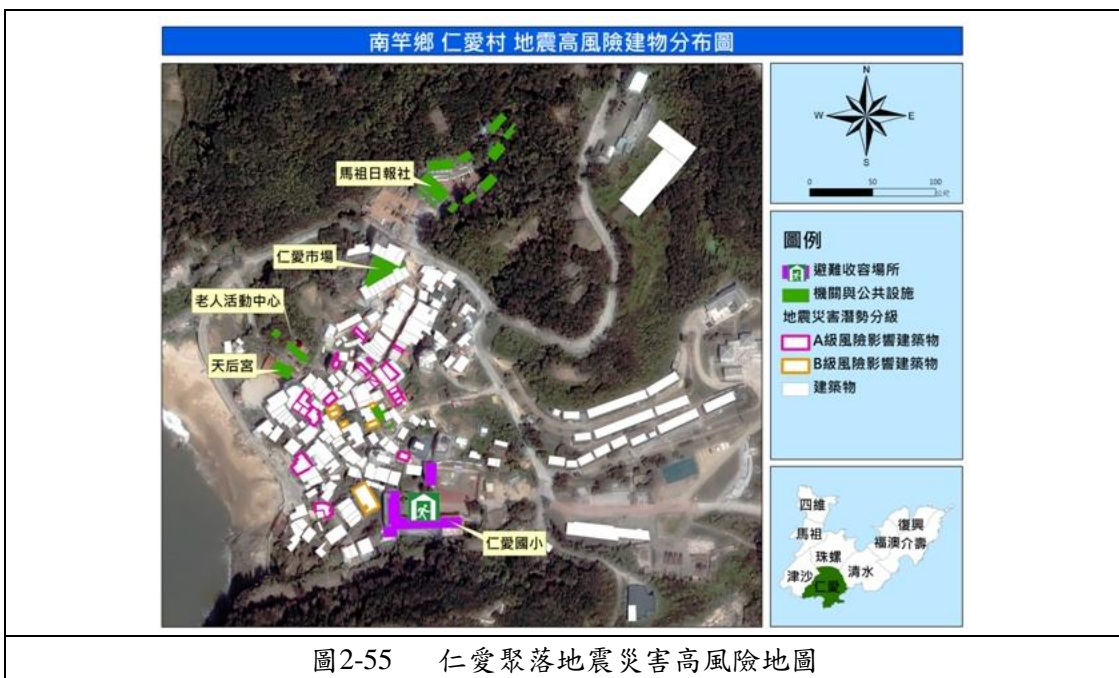 南竿鄉 仁愛村 地震高風險建物分布圖
馬祖日報社
仁愛市場
老人活動中心
天后宮
仁愛國小
N
W
E
S
0
50
100
公尺
圖例
避難收容場所
機關與公共設施
地震災害潛勢分級
A級風險影響建築物
B級風險影響建築物
建築物
四維
馬祖
復興
福澳
介壽
珠螺
清水
津沙
仁愛
圖2-55 仁愛聚落地震災害高風險地圖